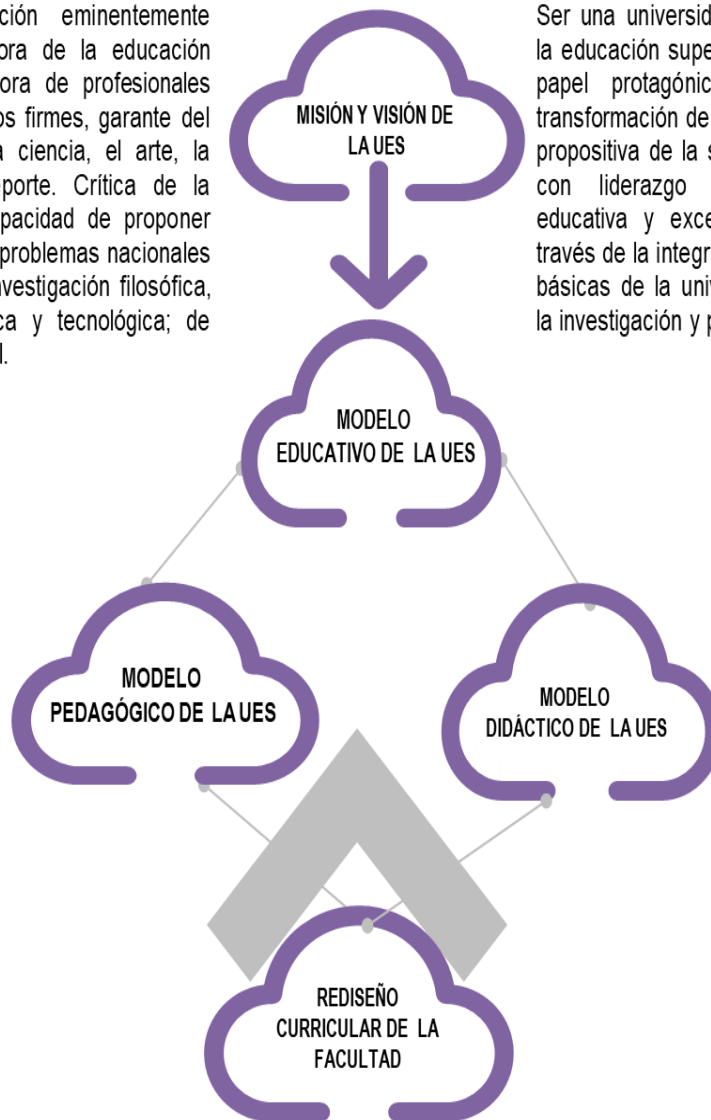 ción eminentemente
ora de la educación
ora de profesionales
os firmes, garante del
a ciencia, el arte, la
porte. Crítica de la
pacidad de proponer
problemas nacionales
nvestigación filosófica,
ca y tecnológica; de
l.
MISIÓN Y VISIÓN DE
LA UES
Ser una universid
la educación supe
papel protagónic
transformación de
propositiva de la s
con liderazgo
educativa y exce
través de la integr
básicas de la univ
la investigación y p
MODELO
EDUCATIVO DE LA UES
MODELO
PEDAGÓGICO DE LA UES
MODELO
DIDÁCTICO DE LA UES
REDISEÑO
CURRICULAR DE LA
FACULTAD